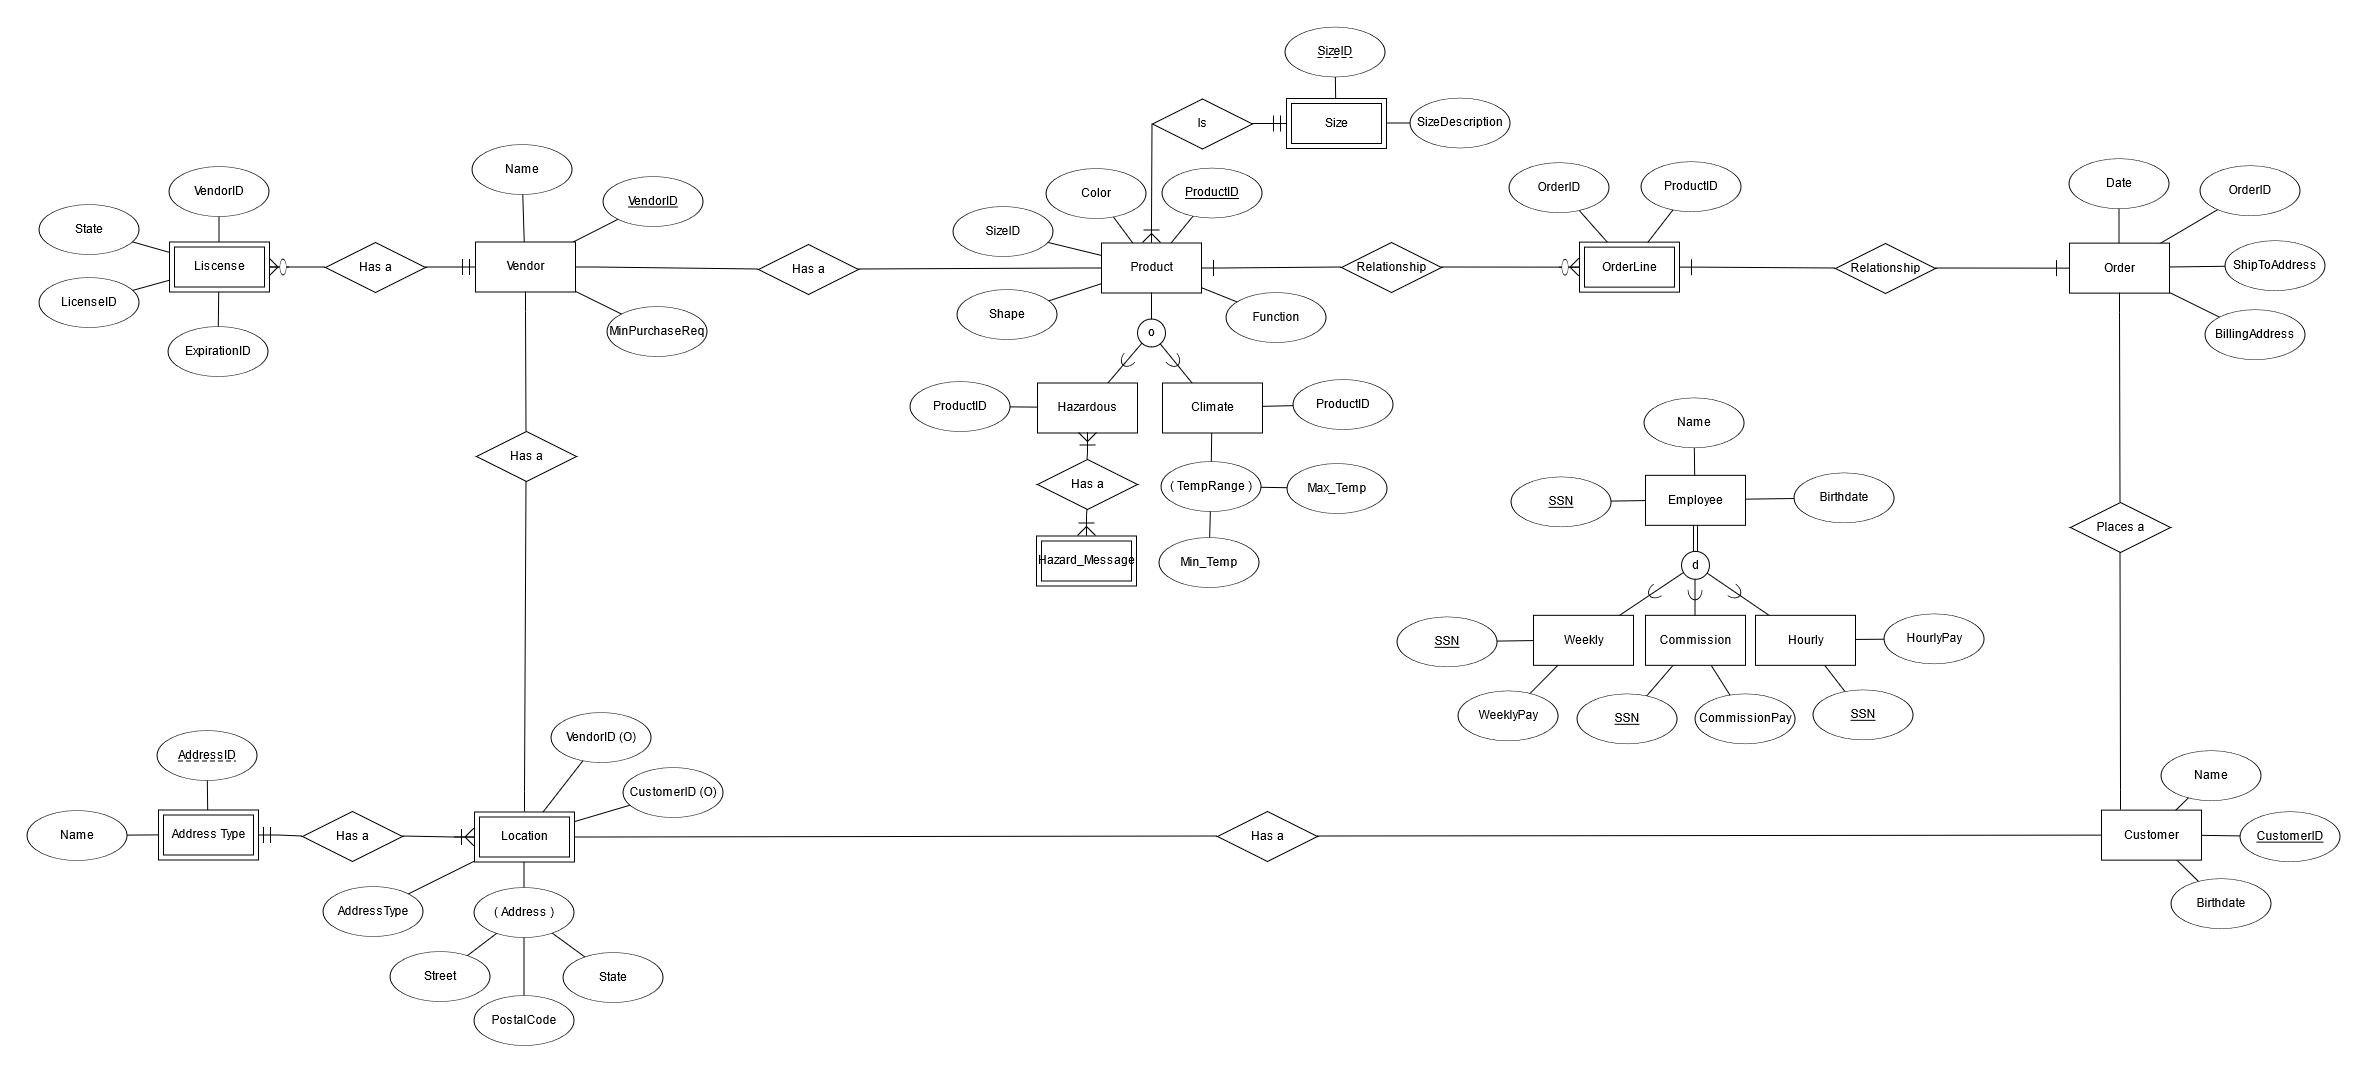 SizeID
Is
Size
SizeDescription
Name
VendorID
VendorID
State
Liscense
LicenseID
ExpirationID
Has a
Vendor
MinPurchaseReq
Has a
Color
ProductID
SizeID
Product
Shape
Function
Relationship
OrderID
ProductID
OrderLine
Relationship
Date
OrderID
Order
ShipToAddress
BillingAddress
o
ProductID
Hazardous
Climate
ProductID
Has a
( TempRange )
Max_Temp
Min_Temp
Hazard_Message
Has a
Name
SSN
Employee
Birthdate
d
SSN
Weekly
Commission
Hourly
HourlyPay
WeeklyPay
SSN
CommissionPay
SSN
Places a
AddressID
Name
Address Type
Has a
VendorID (O)
CustomerID (O)
Location
AddressType
( Address )
Street
State
PostalCode
Has a
Name
Customer
CustomerID
Birthdate